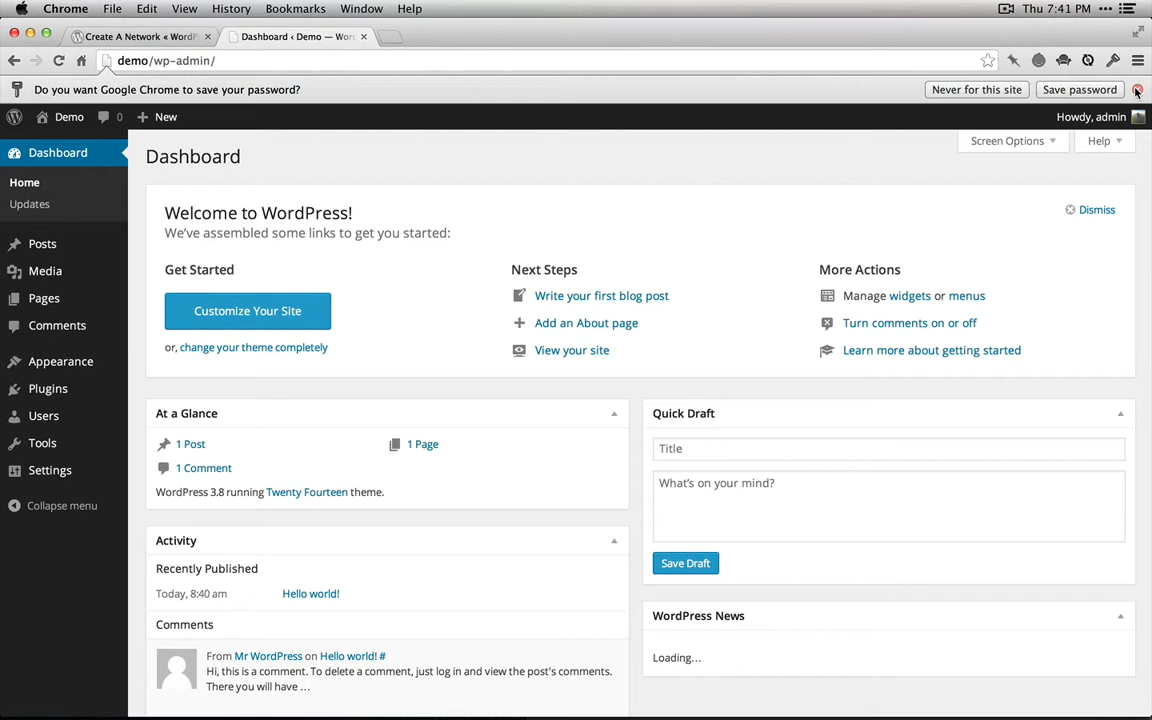 Chrome File Edit View History Bookmarks Window Help Thu 7:41 PM
Create A Network « WordP Dashboard ‹ Demo — Wor
demo/wp-admin/
Do you want Google Chrome to save your password? Never for this site Save password
Demo 0 New Howdy, admin
Dashboard
Home
Updates
Posts
Media
Pages
Comments
Appearance
Plugins
Users
Tools
Settings
Collapse menu
Screen Options Help
Dashboard
Welcome to WordPress!
Dismiss
We've assembled some links to get you started:
Get Started
Customize Your Site
or, change your theme completely
Next Steps
Write your first blog post
Add an About page
View your site
More Actions
Manage widgets or menus
Turn comments on or off
Learn more about getting started
At a Glance
1 Post 1 Page
1 Comment
WordPress 3.8 running Twenty Fourteen theme.
Activity
Recently Published
Today, 8:40 am Hello world!
Comments
From Mr WordPress on Hello world! #
Hi, this is a comment. To delete a comment, just log in and view the post's comments.
There you will have …
Quick Draft
Title
What's on your mind?
Save Draft
WordPress News
Loading…